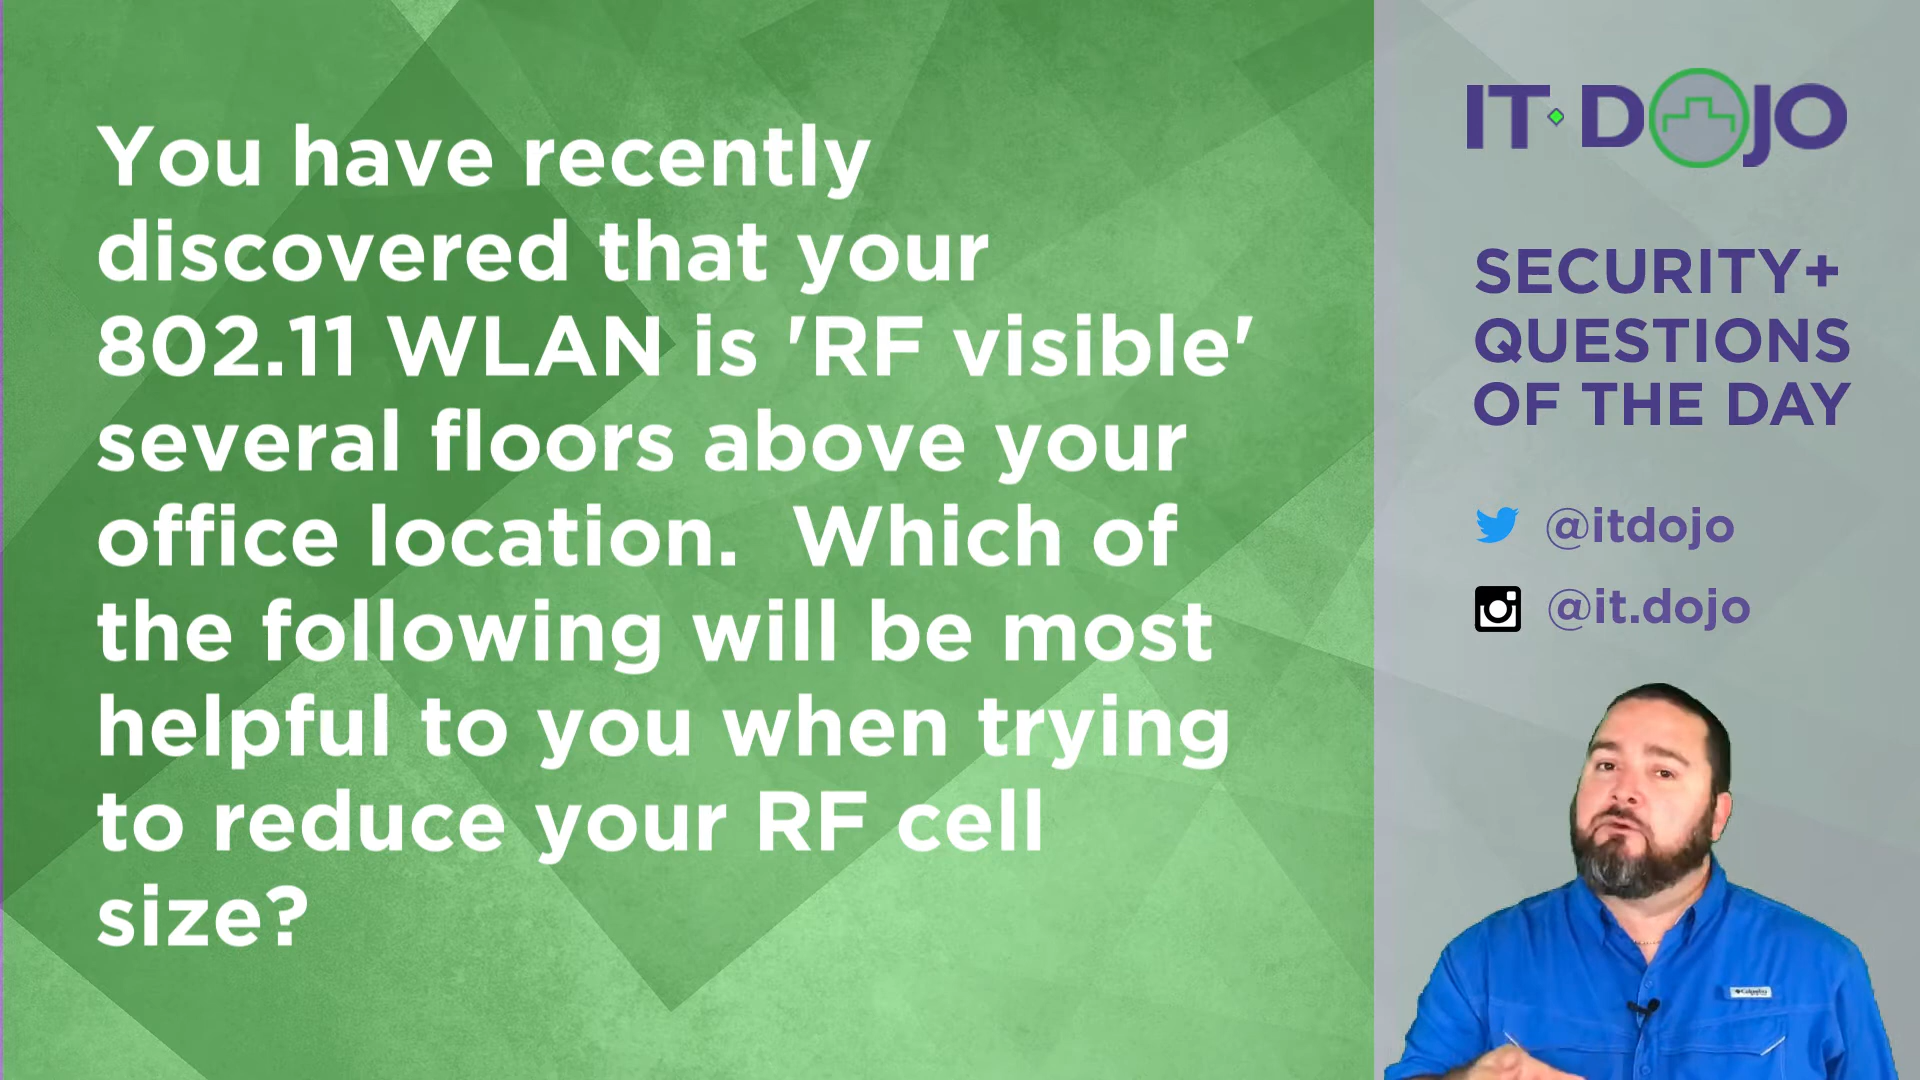 You have recently
discovered that your
802.11 WLAN is 'RF visible'
several floors above your
office location.  Which of
the following will be most
helpful to you when trying
to reduce your RF cell
size?
IT DOJO
SECURITY+
QUESTIONS
OF THE DAY
@itdojo
@it.dojo
Columbia